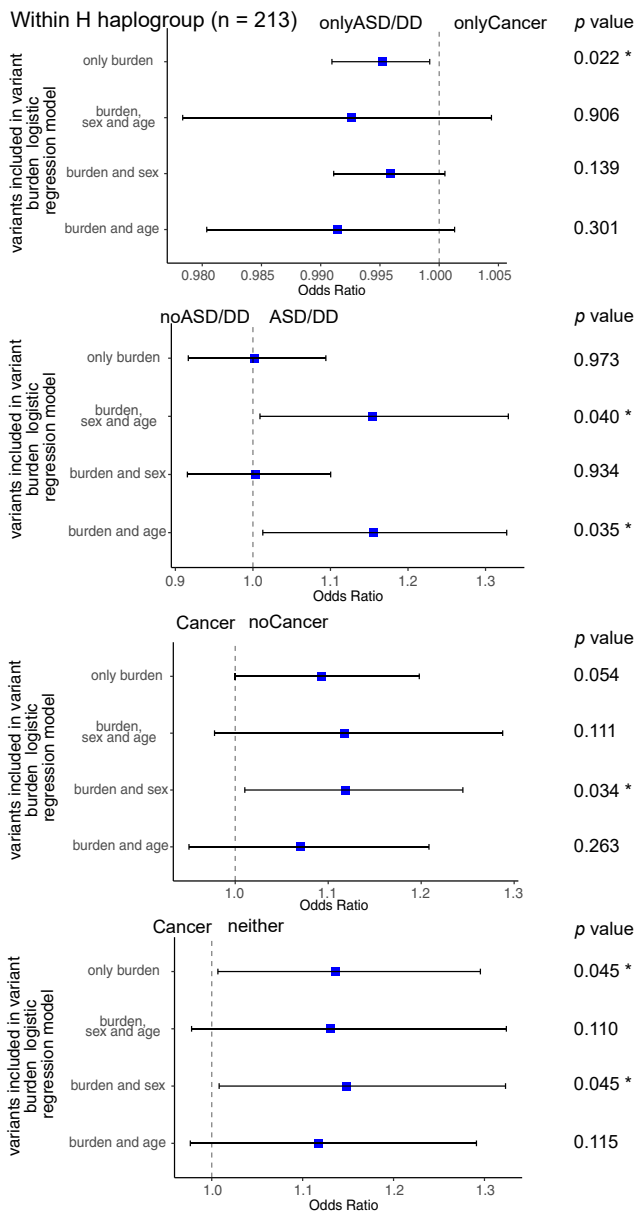 Within H haplogroup (n = 213)
onlyASD/DD
onlyCancer
p value
variants included in variant
burden logistic
regression model
only burden
0.022 *
burden,
sex and age
0.906
burden and sex
0.139
burden and age
0.301
0.980 0.985 0.990 0.995 1.000 1.005
Odds Ratio
noASD/DD ASD/DD
p value
variants included in variant
burden logistic
regression model
only burden
0.973
burden,
sex and age
0.040 *
burden and sex
0.934
burden and age
0.035 *
0.9 1.0 1.1 1.2 1.3
Odds Ratio
Cancer noCancer
p value
variants included in variant
burden logistic
regression model
only burden
0.054
burden,
sex and age
0.111
burden and sex
0.034 *
burden and age
0.263
1.0 1.1 1.2 1.3
Odds Ratio
Cancer neither
p value
variants included in variant
burden logistic
regression model
only burden
0.045 *
burden,
sex and age
0.110
burden and sex
0.045 *
burden and age
0.115
1.0 1.1 1.2 1.3
Odds Ratio